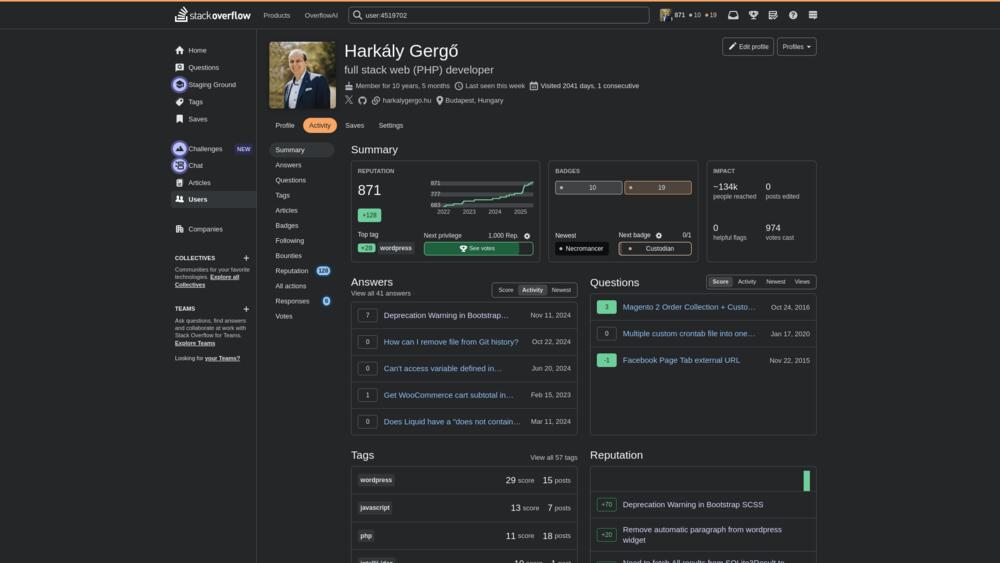 stackoverflow
Products
OverflowAI
user:4519702
871 10 19
Home
Questions
Staging Ground
Tags
Saves
Challenges NEW
Chat
Articles
Users
Companies
COLLECTIVES +
Communities for your favorite
technologies. Explore all
Collectives
TEAMS +
Ask questions, find answers
and collaborate at work with
Stack Overflow for Teams.
Explore Teams
Looking for your Teams?
Harkály Gergő
full stack web (PHP) developer
Member for 10 years, 5 months
Last seen this week
Visited 2041 days, 1 consecutive
harkalygergo.hu
Budapest, Hungary
Edit profile
Profiles
Profile
Activity
Saves
Settings
Summary
Answers
Questions
Tags
Articles
Badges
Following
Bounties
Reputation 128
All actions
Responses
Votes
Summary
REPUTATION
871
+128
871
777
683
2022 2023 2024 2025
Top tag
+28 wordpress
Next privilege 1,000 Rep.
See votes
BADGES
10
19
Newest
Necromancer
Next badge 0/1
Custodian
IMPACT
~134k
people reached
0
posts edited
0
helpful flags
974
votes cast
Answers
View all 41 answers
Score Activity Newest
7 Deprecation Warning in Bootstrap… Nov 11, 2024
0 How can I remove file from Git history? Oct 22, 2024
0 Can't access variable defined in… Jun 20, 2024
1 Get WooCommerce cart subtotal in… Feb 15, 2023
0 Does Liquid have a "does not contain… Mar 11, 2024
Questions
Score Activity Newest Views
3 Magento 2 Order Collection + Custo… Oct 24, 2016
0 Multiple custom crontab file into one… Jan 17, 2020
-1 Facebook Page Tab external URL Nov 22, 2015
Tags
View all 57 tags
wordpress 29 score 15 posts
javascript 13 score 7 posts
php 11 score 18 posts
Reputation
+70 Deprecation Warning in Bootstrap SCSS
+20 Remove automatic paragraph from wordpress
widget